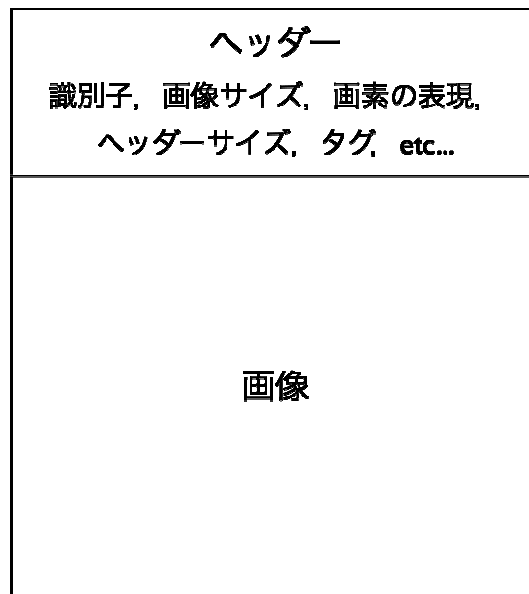 ヘッダー
識別子, 画像サイズ, 画素の表現,
ヘッダーサイズ, タグ, etc...
画像